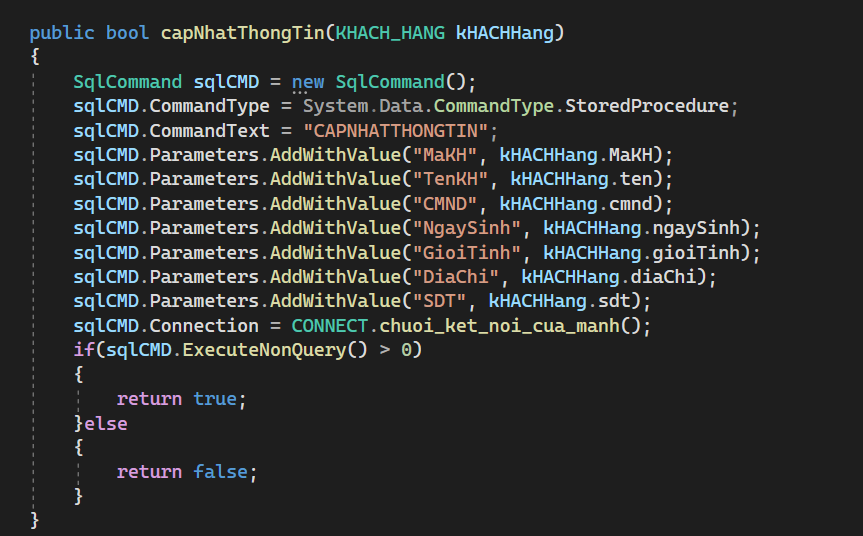 public bool capNhatThongTin(KHACH_HANG kHACHHang)
{
SqlCommand sqlCMD = new SqlCommand();
sqlCMD.CommandType = System.Data.CommandType.StoredProcedure;
sqlCMD.CommandText = "CAPNHATTHONGTIN";
sqlCMD.Parameters.AddWithValue("MaKH", kHACHHang.MaKH);
sqlCMD.Parameters.AddWithValue("TenKH", kHACHHang.ten);
sqlCMD.Parameters.AddWithValue("CMND", kHACHHang.cmnd);
sqlCMD.Parameters.AddWithValue("NgaySinh", kHACHHang.ngaySinh);
sqlCMD.Parameters.AddWithValue("GioiTinh", kHACHHang.gioiTinh);
sqlCMD.Parameters.AddWithValue("DiaChi", kHACHHang.diaChi);
sqlCMD.Parameters.AddWithValue("SDT", kHACHHang.sdt);
sqlCMD.Connection = CONNECT.chuoi_ket_noi_cua_manh();
if(sqlCMD.ExecuteNonQuery() > 0)
{
return true;
}else
{
return false;
}
}